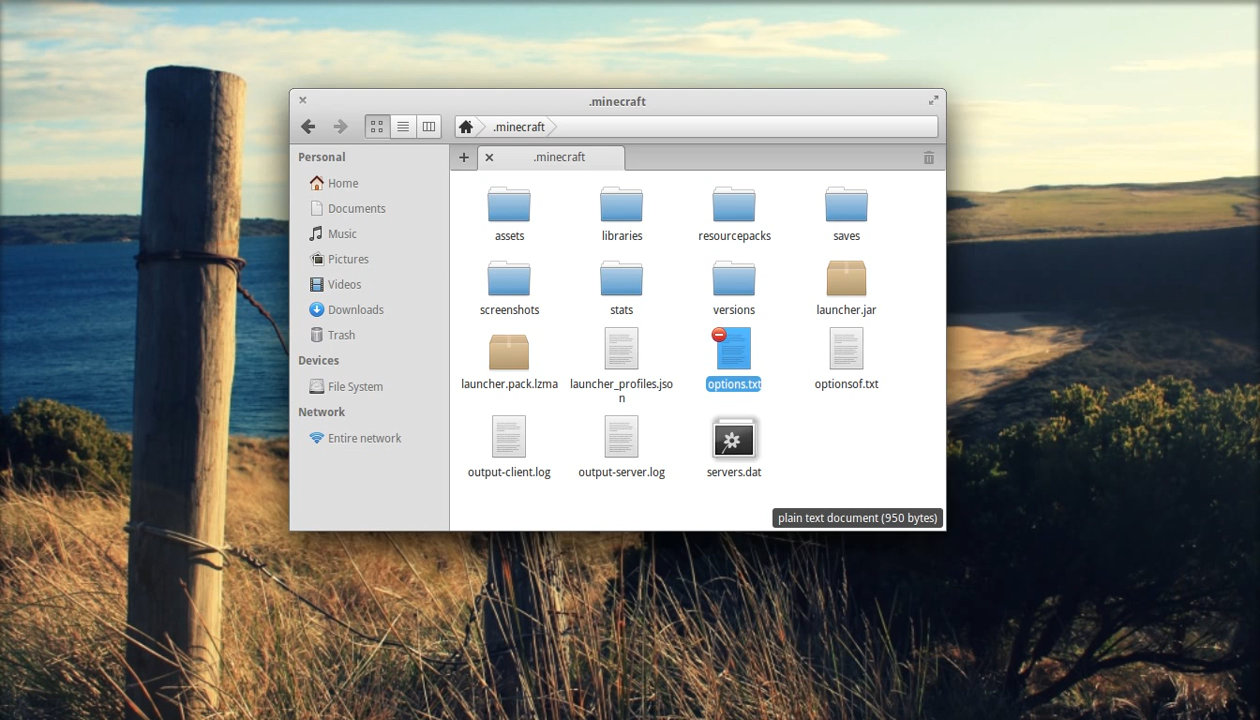 .minecraft
.minecraft
.minecraft
Personal
Home
Documents
Music
Pictures
Videos
Downloads
Trash
Devices
File System
Network
Entire network
assets
libraries
resourcepacks
saves
screenshots
stats
versions
launcher.jar
launcher.pack.lzma
launcher_profiles.jso
n
options.txt
optionsof.txt
output-client.log
output-server.log
servers.dat
plain text document (950 bytes)